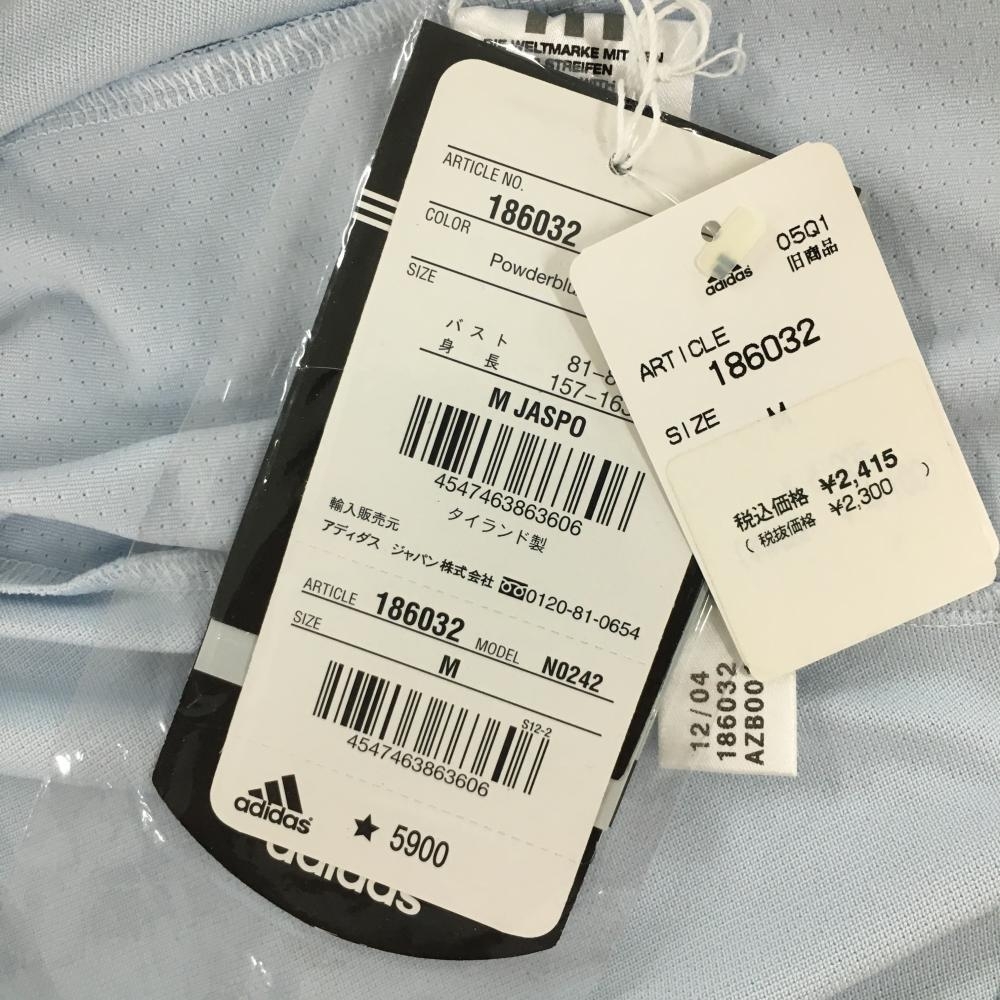 DIE WELTMARKE MIT
STREIFEN
ARTICLE NO.
186032
COLOR
SIZE
バスト
身長
157-
M JASPO
4547463863606
タイランド製
輸入販売元
アディダス ジャパン株式会社 0120-81-0654
ARTICLE 186032 MODEL N0242
SIZE M
S12-2
4547463863606
adidas
★ 5900
adidas
05Q1
旧商品
adidas
ARTICLE
186032
SIZE M
税込価格 ¥2,415
( 税抜価格 ¥2,300 )
12/04
186032